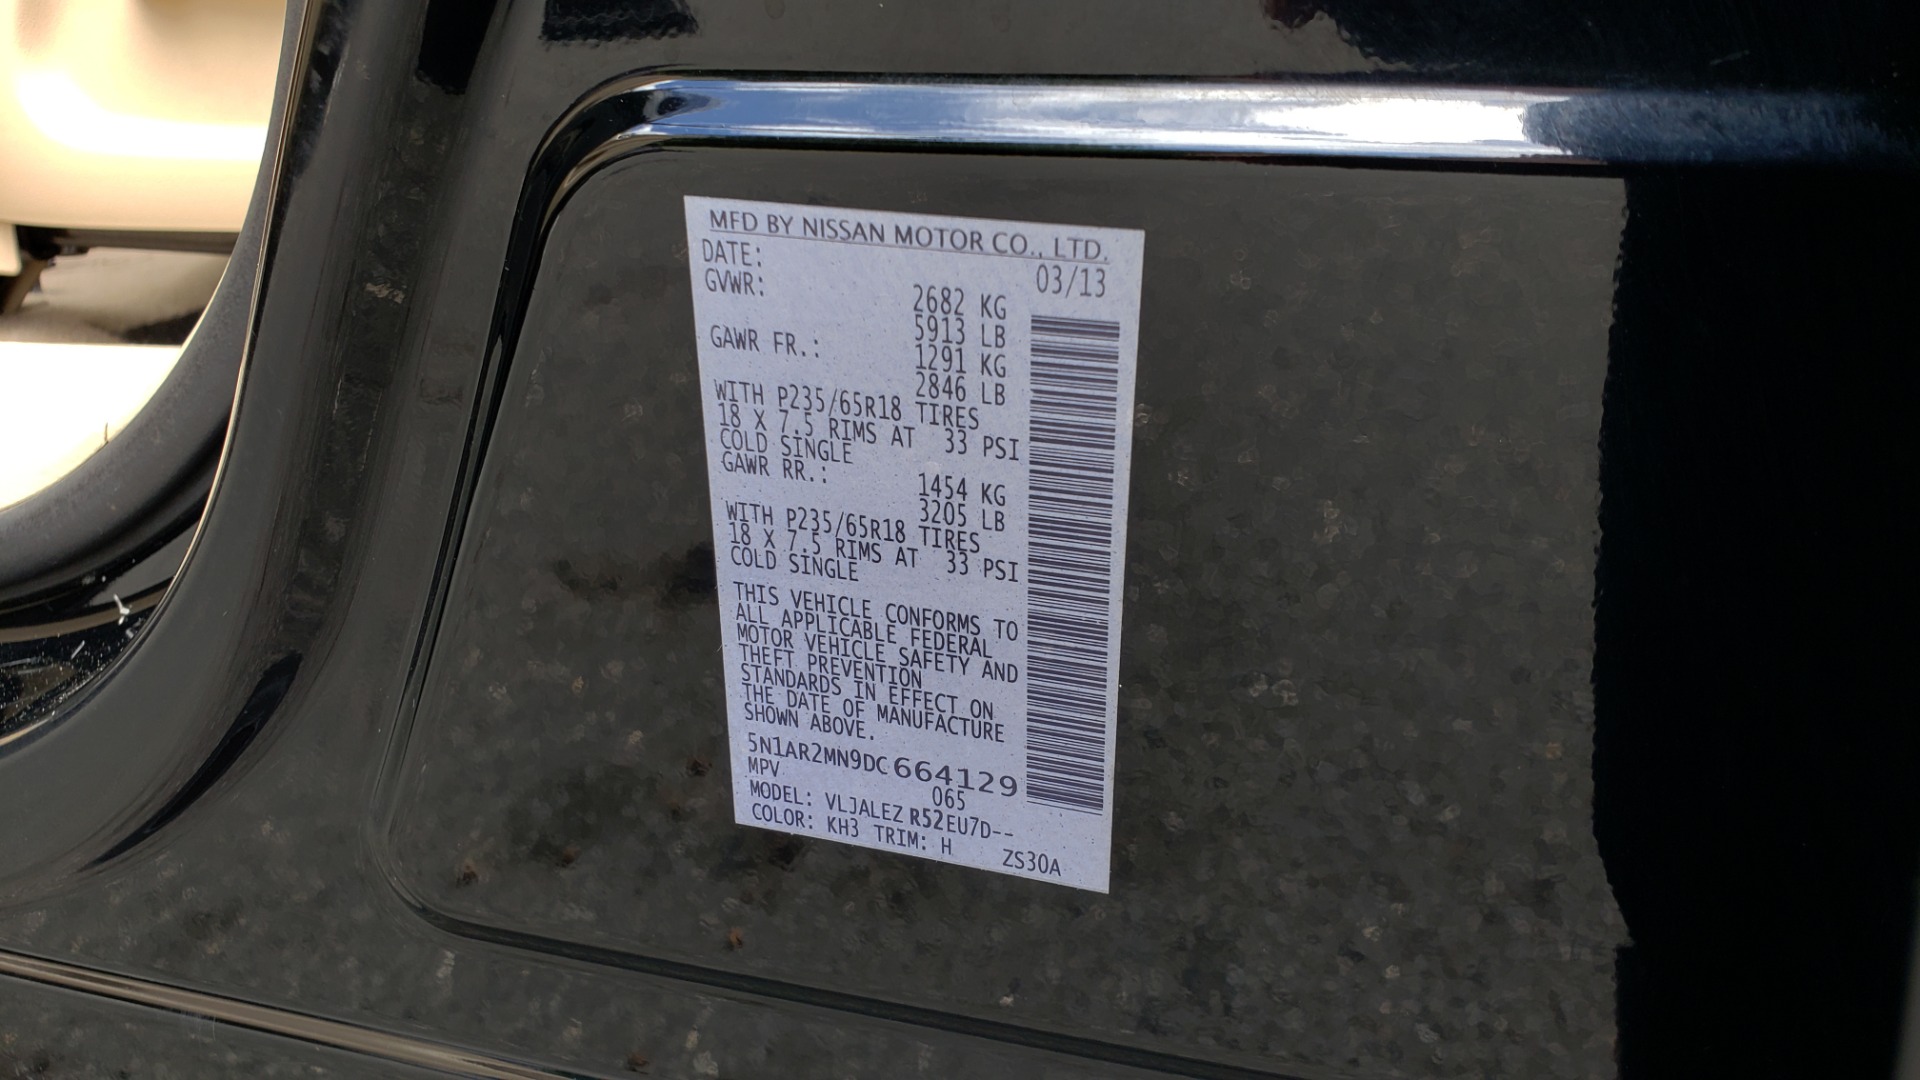 MFD BY NISSAN MOTOR CO., LTD.
DATE: 03/13
GVWR: 2682 KG
5913 LB
GAWR FR.: 1291 KG
2846 LB
WITH P235/65R18 TIRES
18 X 7.5 RIMS AT 33 PSI
COLD SINGLE
GAWR RR.: 1454 KG
3205 LB
WITH P235/65R18 TIRES
18 X 7.5 RIMS AT 33 PSI
COLD SINGLE
THIS VEHICLE CONFORMS TO
ALL APPLICABLE FEDERAL
MOTOR VEHICLE SAFETY AND
THEFT PREVENTION
STANDARDS IN EFFECT ON
THE DATE OF MANUFACTURE
SHOWN ABOVE.
5N1AR2MN9DC664129
MPV 065
MODEL: VLJALEZ R52EU7D--
COLOR: KH3 TRIM: H ZS30A